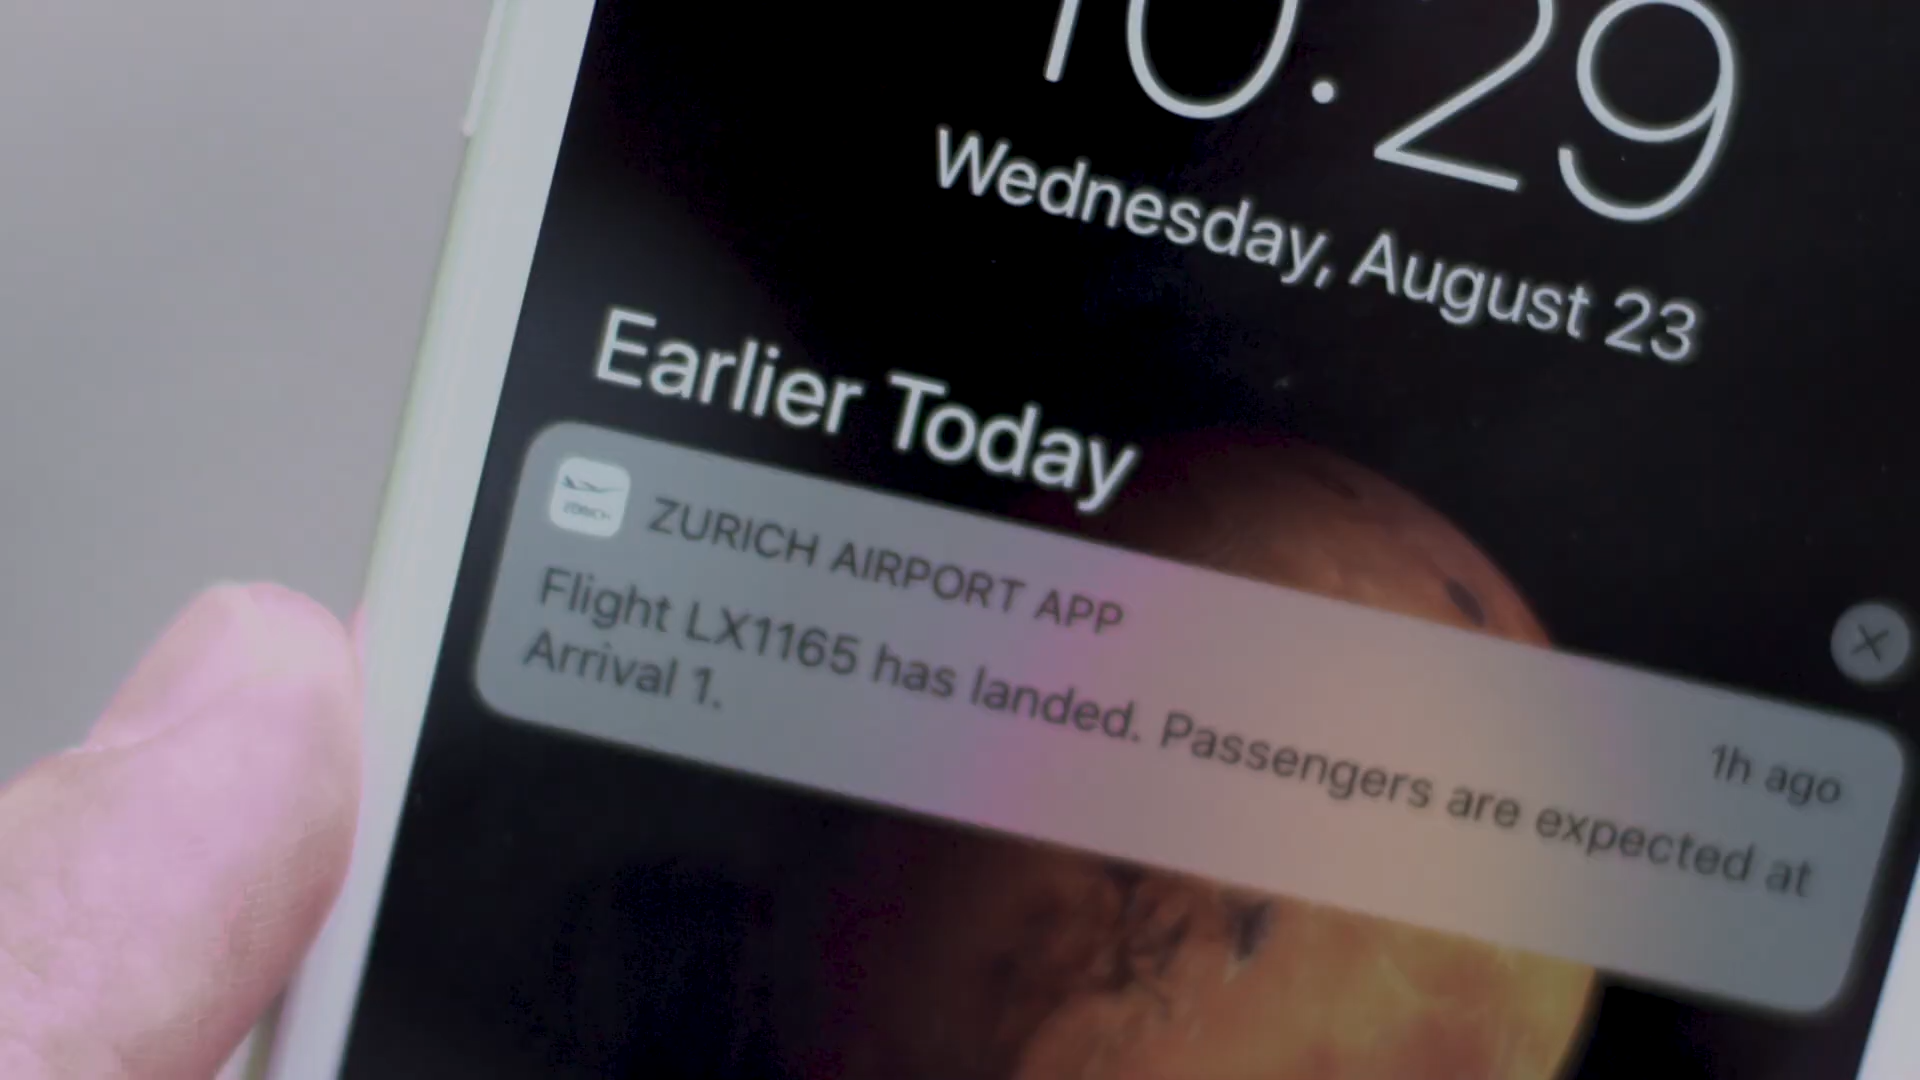 10:29
Wednesday, August 23
Earlier Today
ZURICH
ZURICH AIRPORT APP
1h ago
Flight LX1165 has landed. Passengers are expected at
Arrival 1.